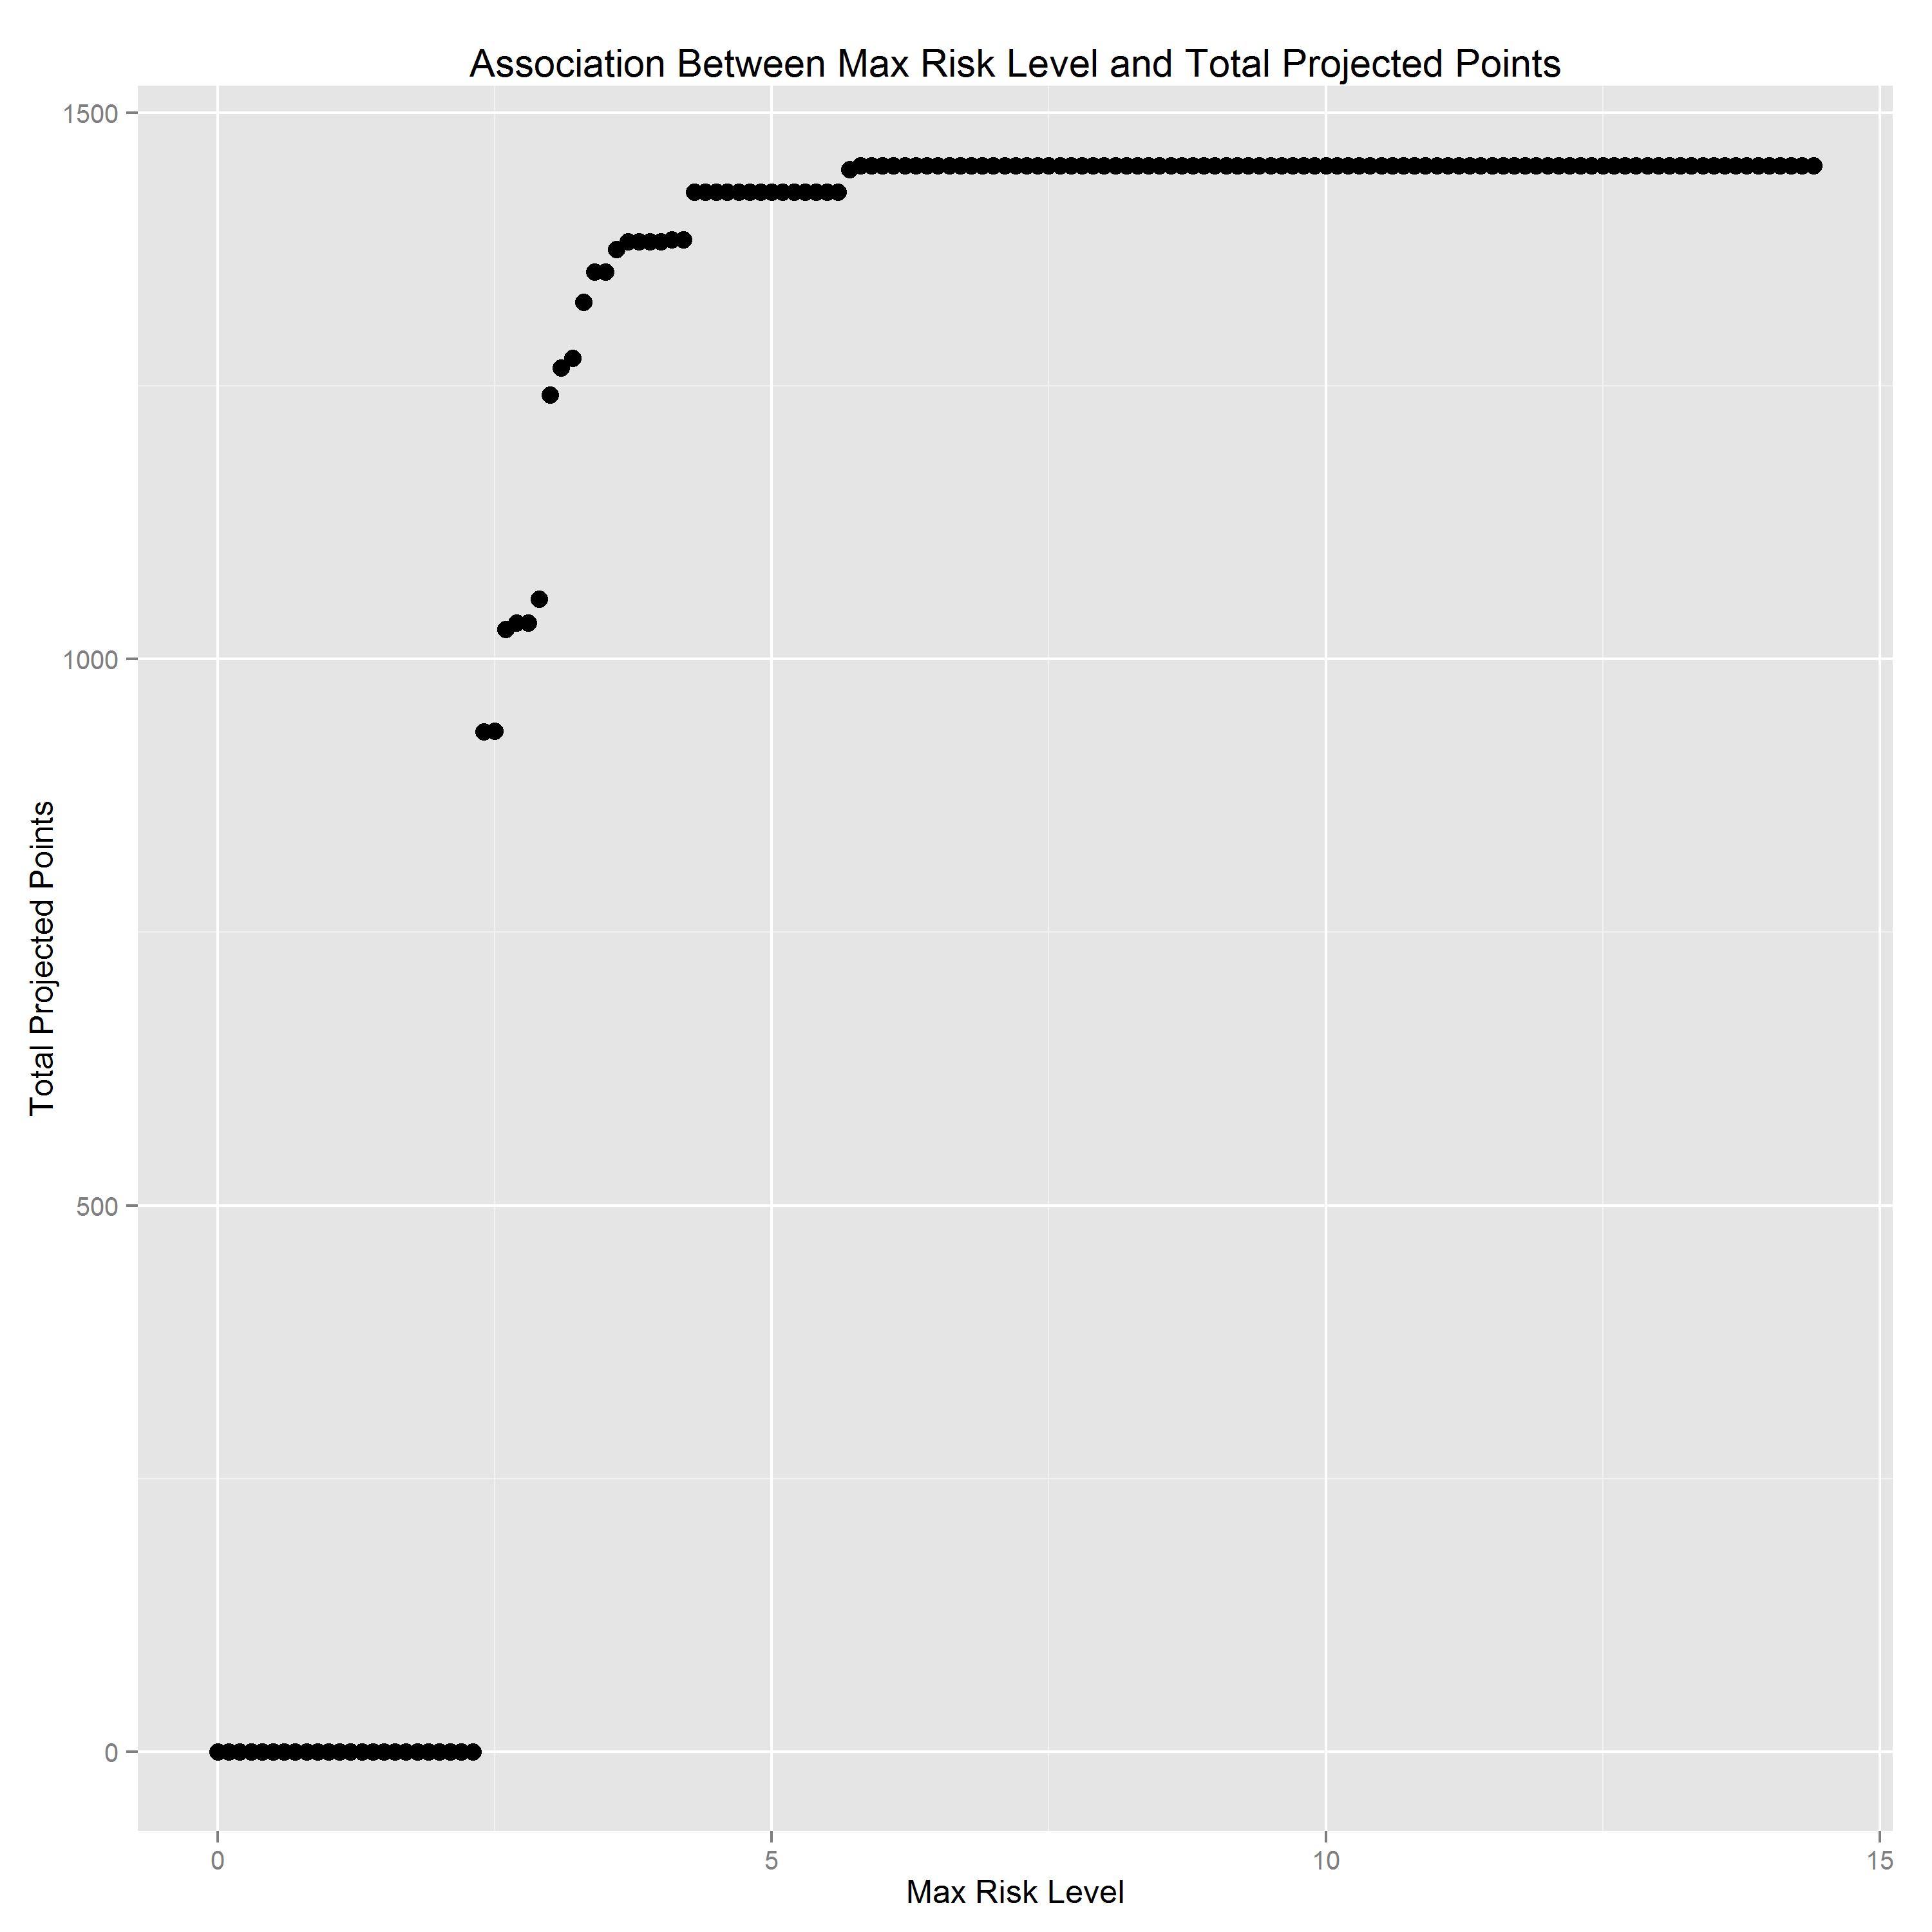 Association Between Max Risk Level and Total Projected Points
1500
1000
500
0
Total Projected Points
0 5 10 15
Max Risk Level